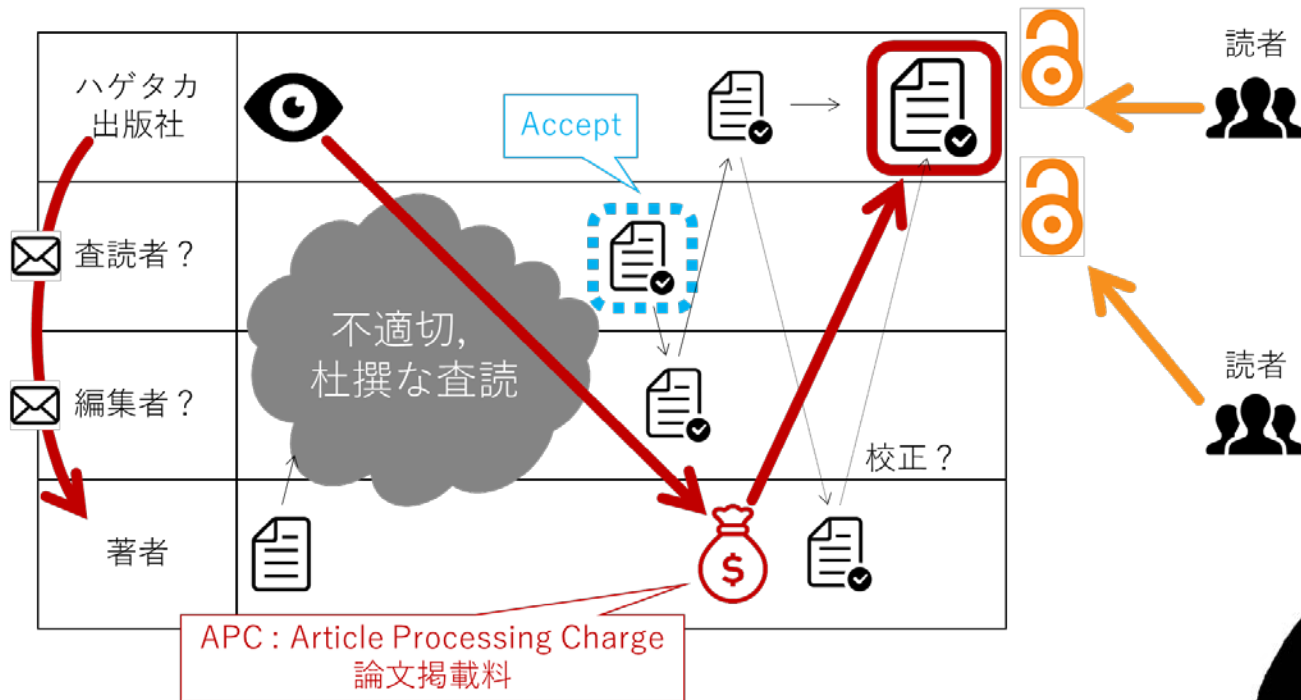 ハゲタカ
出版社
Accept
読者
査読者？
不適切,
杜撰な査読
編集者？
読者
校正？
著者
$
APC : Article Processing Charge
論文掲載料